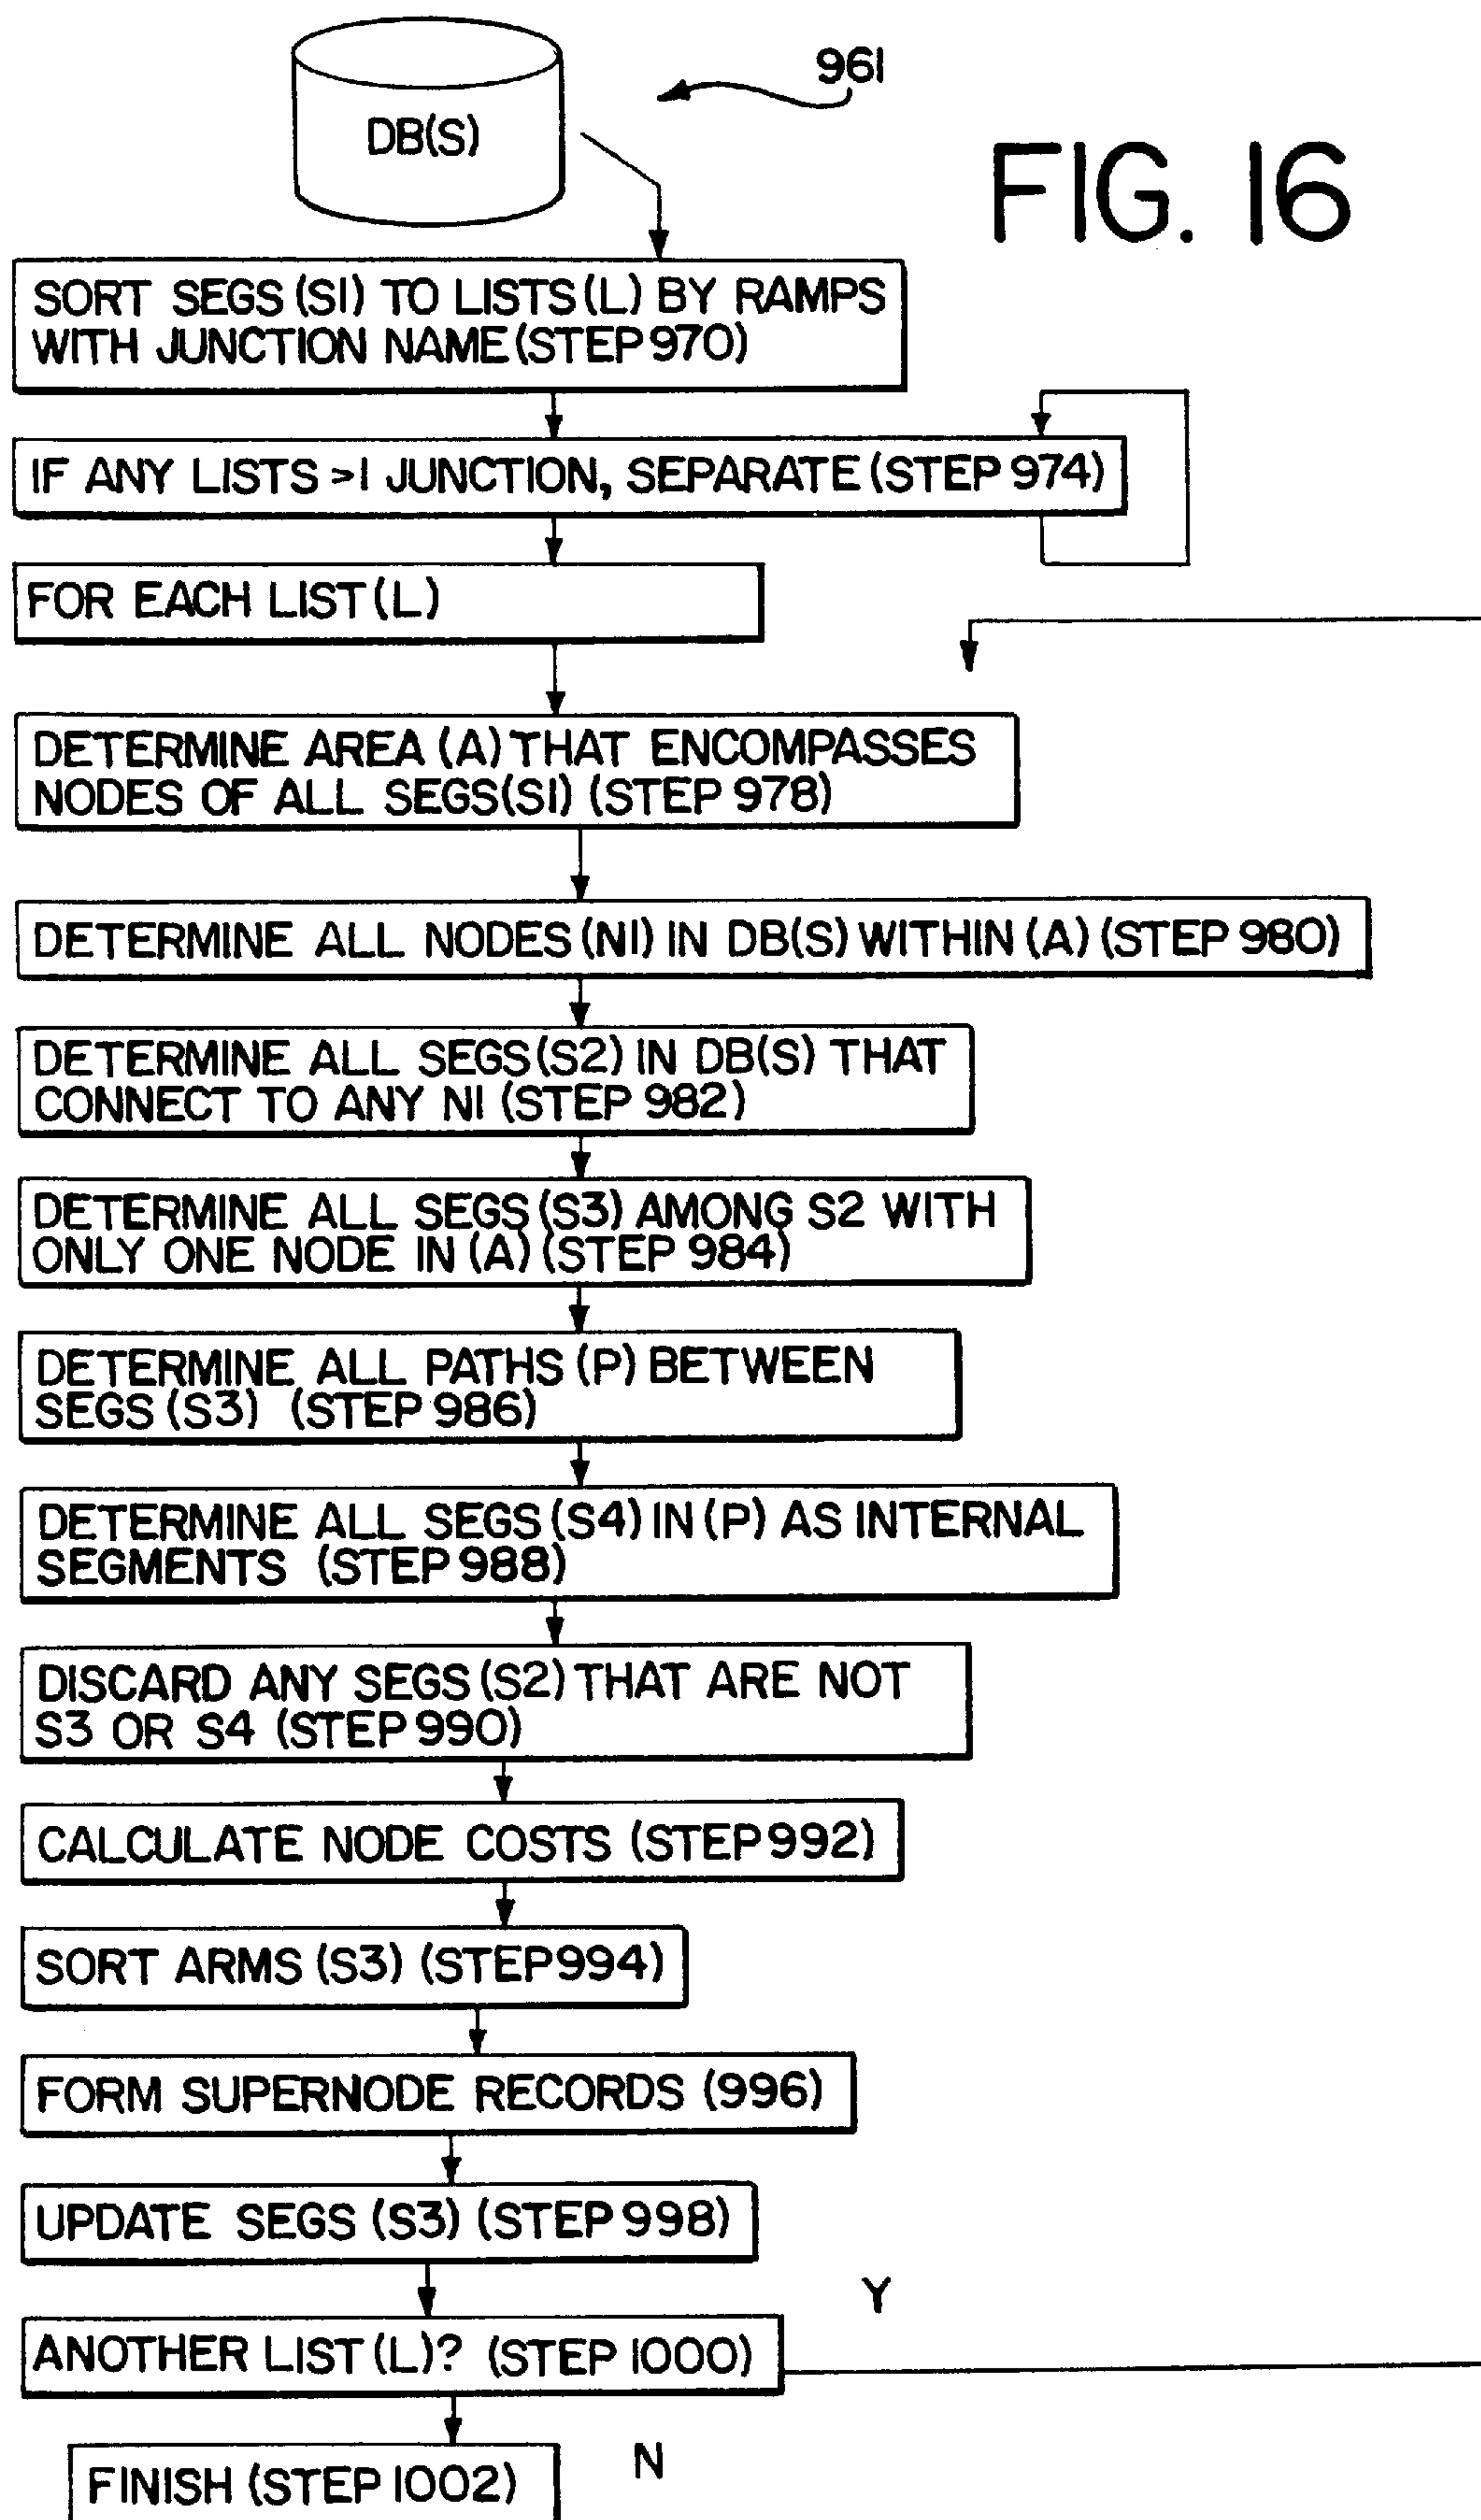 961
DB(S)
FIG. 16
SORT SEGS (S1) TO LISTS (L) BY RAMPS
WITH JUNCTION NAME (STEP 970)
IF ANY LISTS >1 JUNCTION, SEPARATE (STEP 974)
FOR EACH LIST (L)
DETERMINE AREA (A) THAT ENCOMPASSES
NODES OF ALL SEGS (S1) (STEP 978)
DETERMINE ALL NODES (N1) IN DB(S) WITHIN (A) (STEP 980)
DETERMINE ALL SEGS (S2) IN DB(S) THAT
CONNECT TO ANY N1 (STEP 982)
DETERMINE ALL SEGS (S3) AMONG S2 WITH
ONLY ONE NODE IN (A) (STEP 984)
DETERMINE ALL PATHS (P) BETWEEN
SEGS (S3) (STEP 986)
DETERMINE ALL SEGS (S4) IN (P) AS INTERNAL
SEGMENTS (STEP 988)
DISCARD ANY SEGS (S2) THAT ARE NOT
S3 OR S4 (STEP 990)
CALCULATE NODE COSTS (STEP 992)
SORT ARMS (S3) (STEP 994)
FORM SUPERNODE RECORDS (996)
UPDATE SEGS (S3) (STEP 998)
Y
ANOTHER LIST (L)? (STEP 1000)
N
FINISH (STEP 1002)